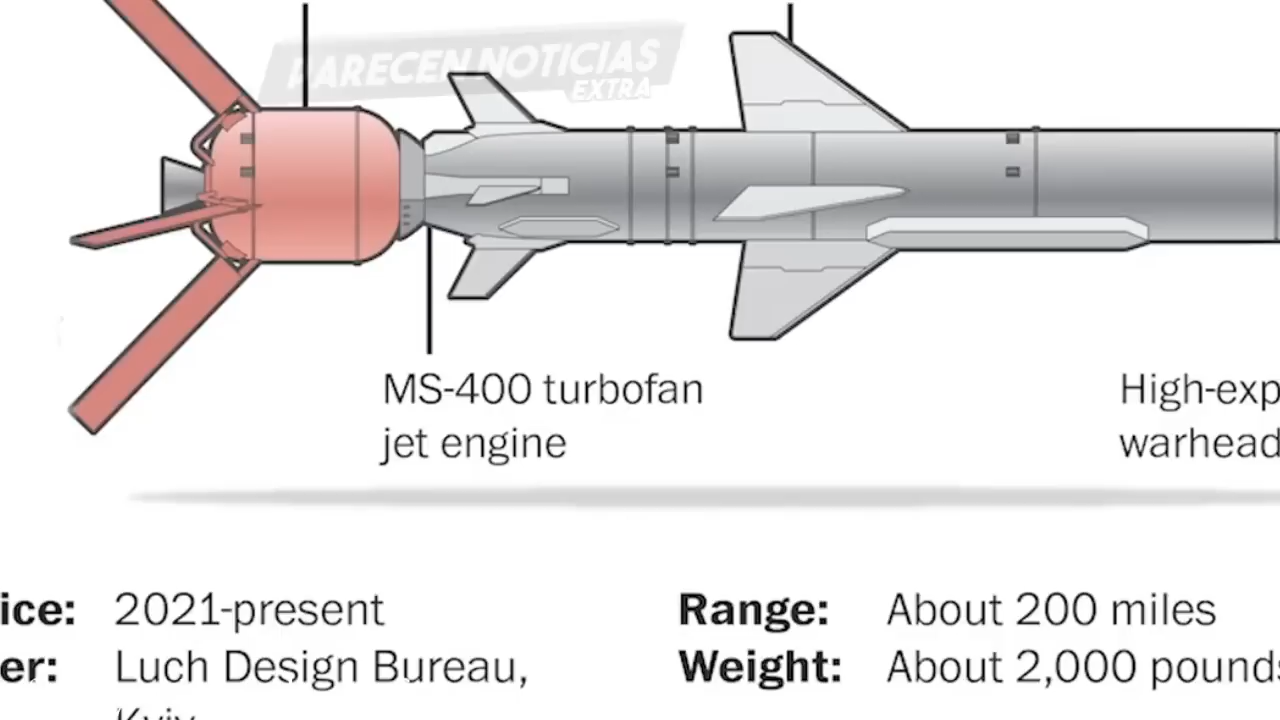 PARECEN NOTICIAS
EXTRA
MS-400 turbofan
jet engine
High-exp
warhead
ice: 2021-present
Range: About 200 miles
er: Luch Design Bureau,
Weight: About 2,000 pounds
Kyiv